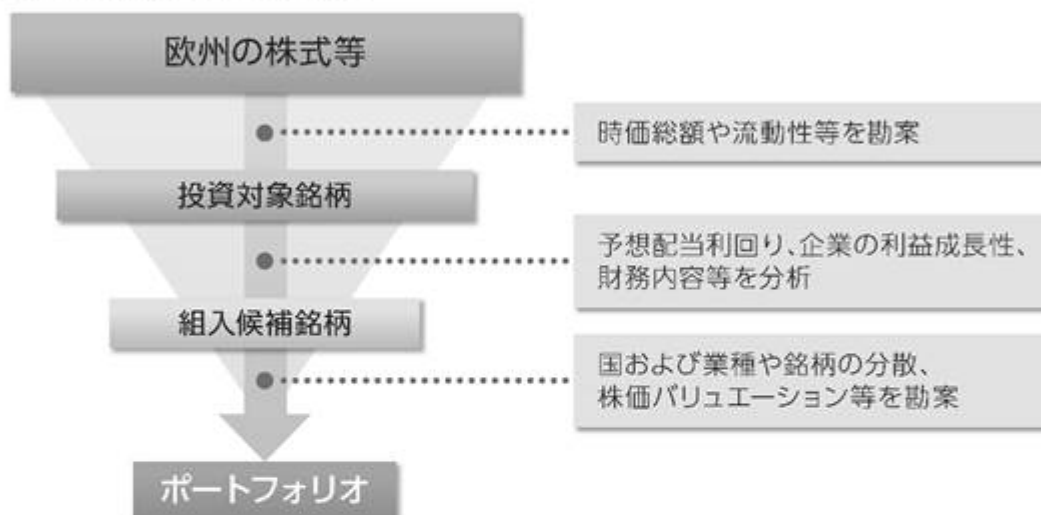 欧州の株式等
時価総額や流動性等を勘案
投資対象銘柄
予想配当利回り、企業の利益成長性、
財務内容等を分析
組入候補銘柄
国および業種や銘柄の分散、
株価バリュエーション等を勘案
ポートフォリオ